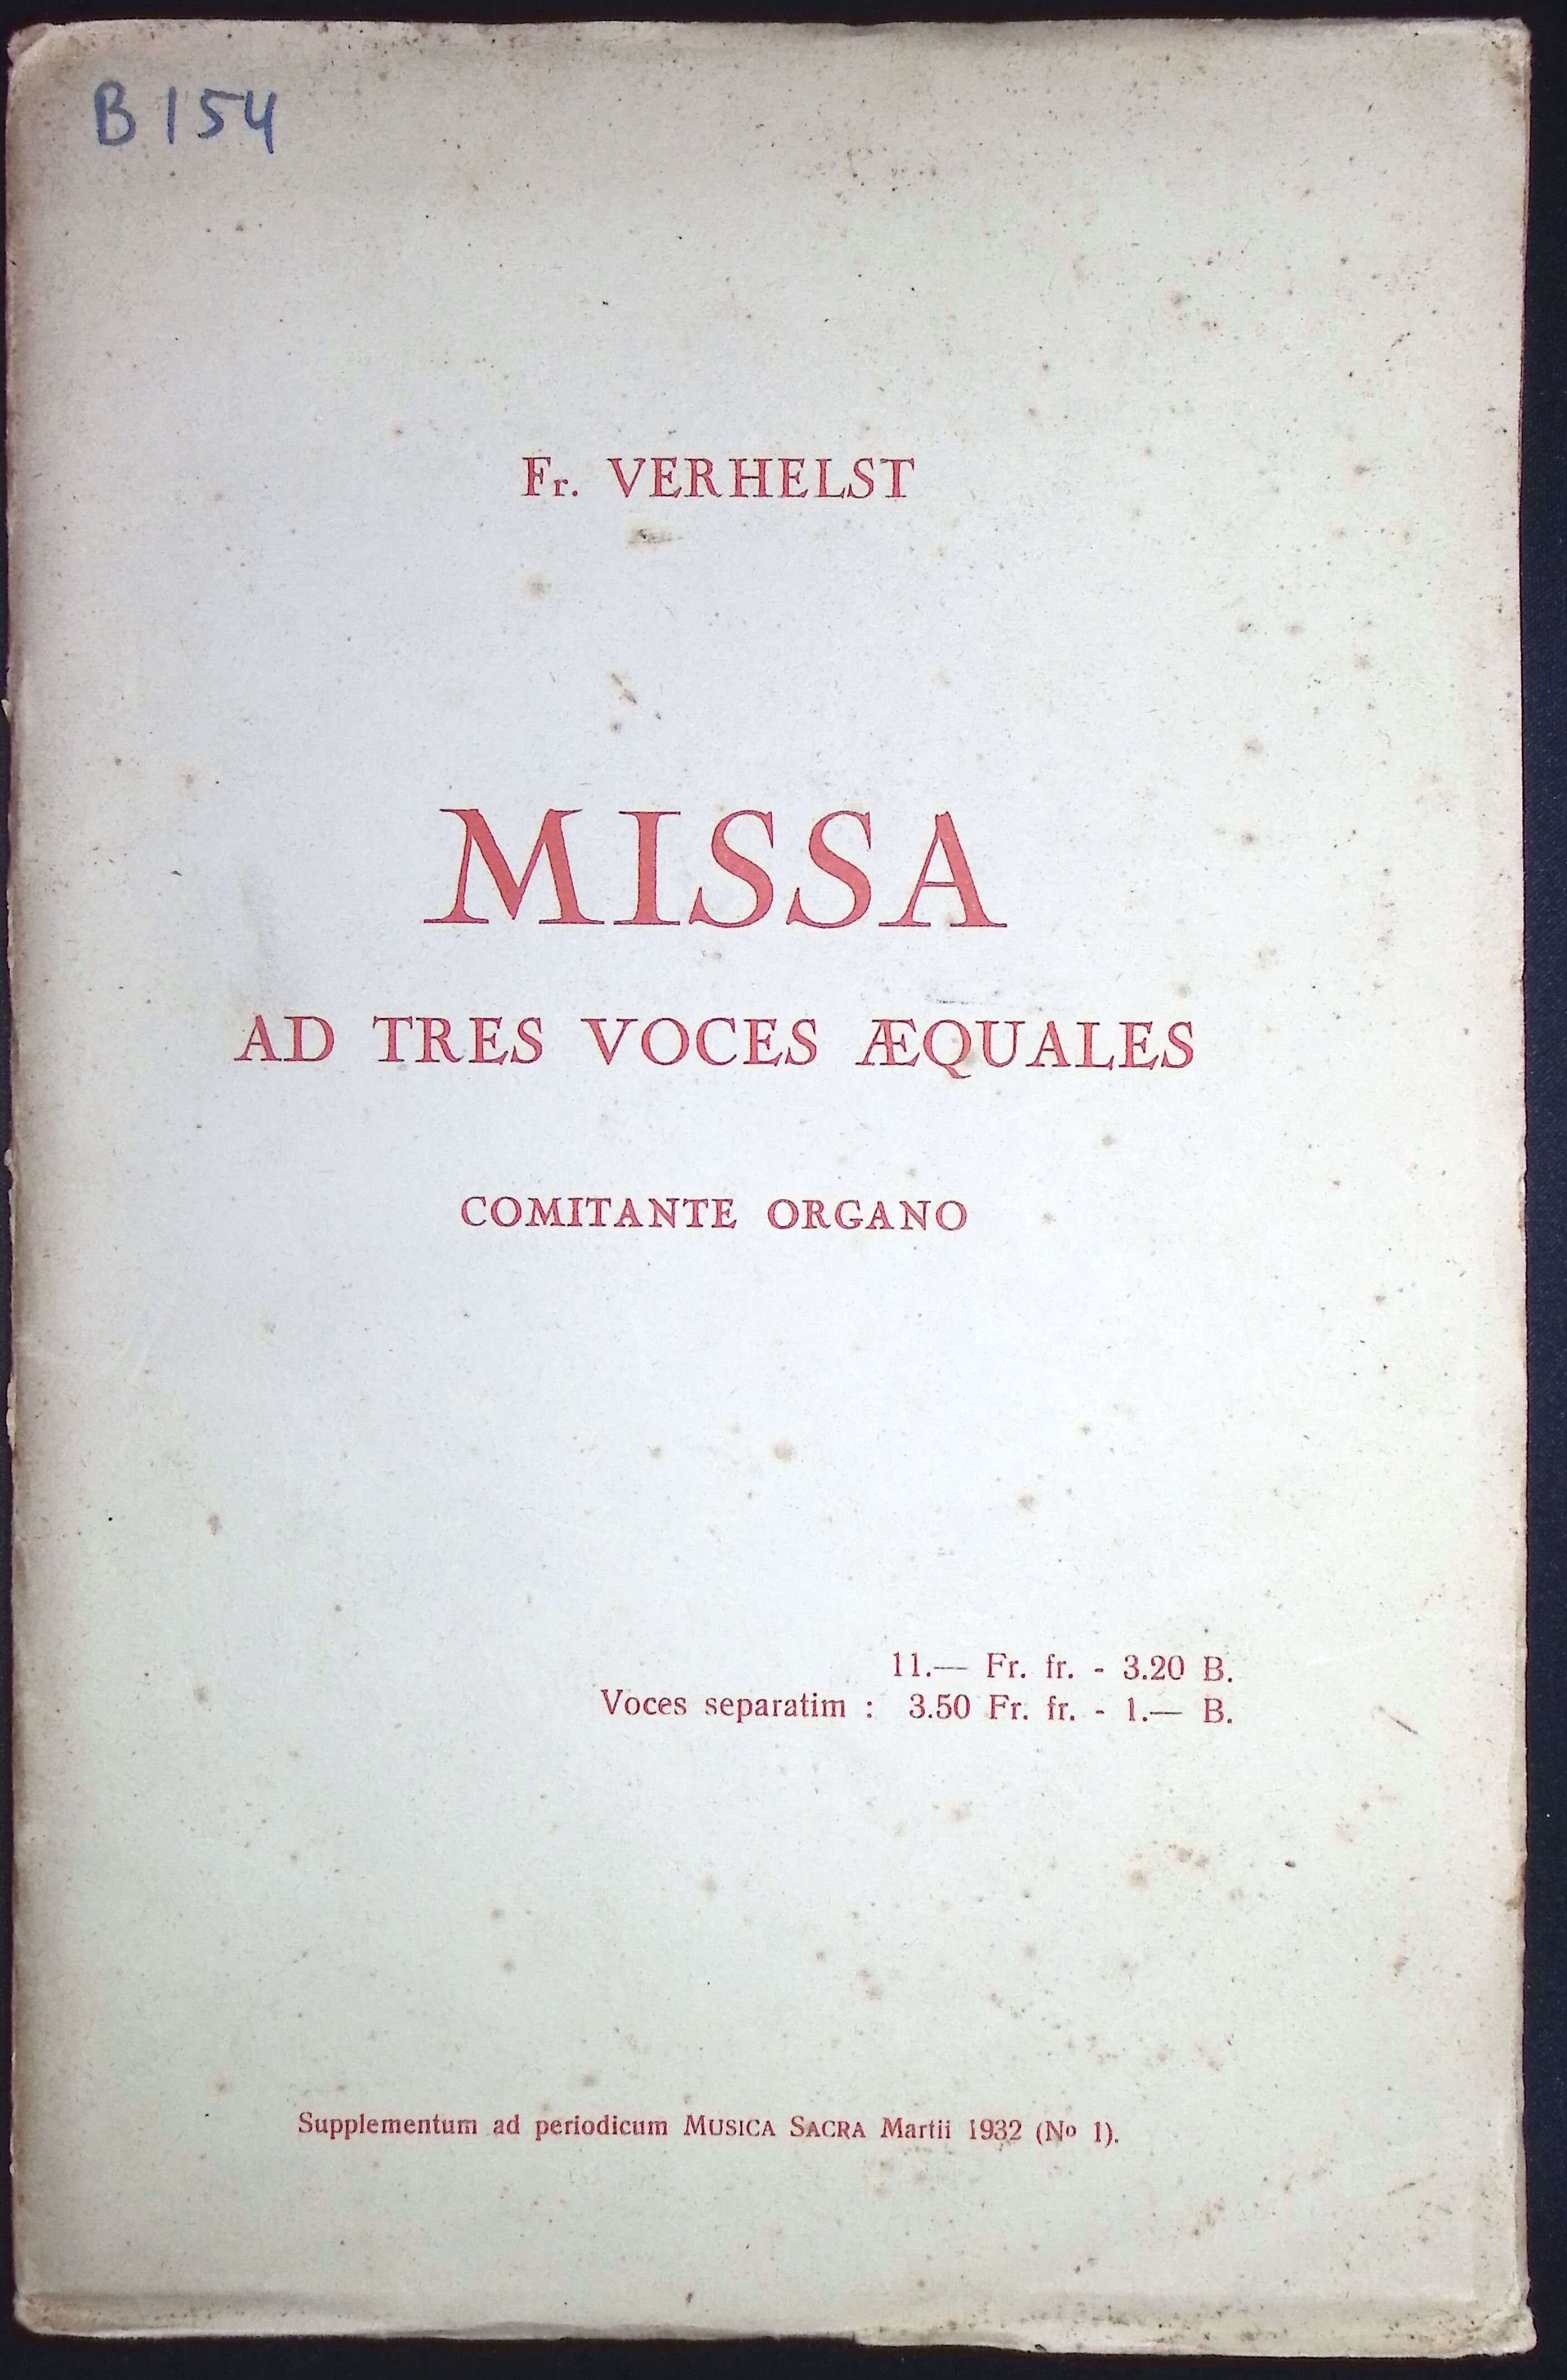 B 154
Fr. VERHELST
MISSA
AD TRES VOCES ÆQUALES
COMITANTE ORGANO
11.— Fr. fr. - 3.20 B.
Voces separatim : 3.50 Fr. fr. - 1.— B.
Supplementum ad periodicum MUSICA SACRA Martii 1932 (No 1).